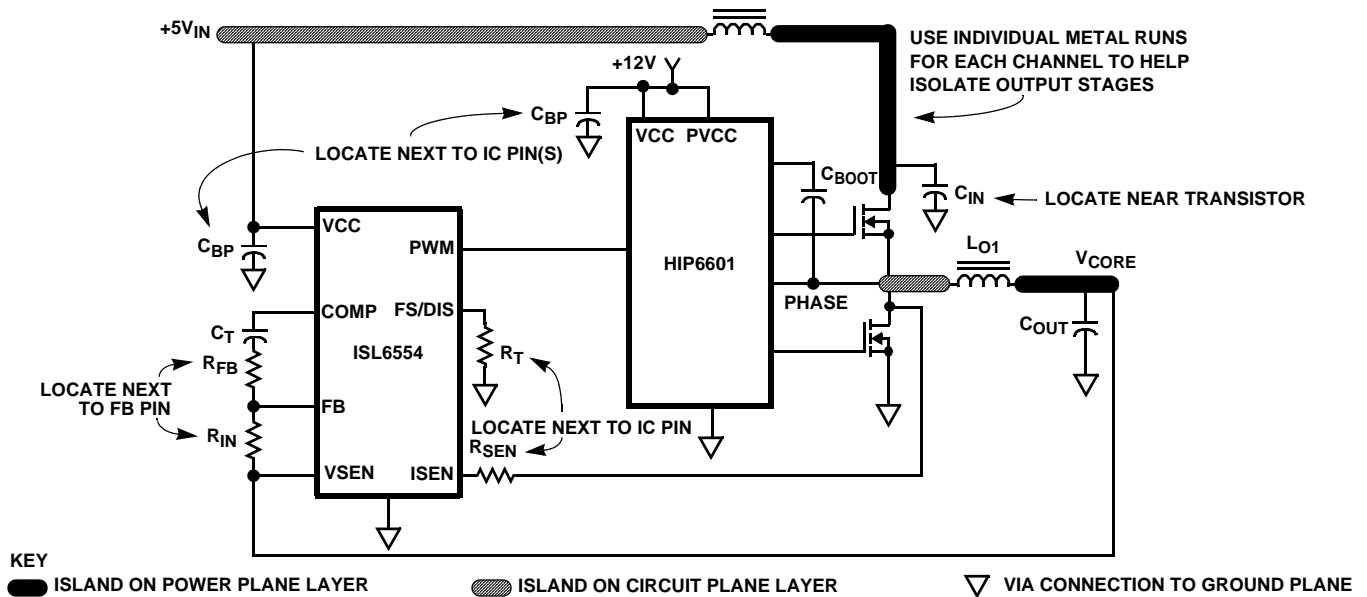 +5VIN
USE INDIVIDUAL METAL RUNS
FOR EACH CHANNEL TO HELP
ISOLATE OUTPUT STAGES
+12V
CBP
VCC PVCC
LOCATE NEXT TO IC PIN(S)
CBOOT
CIN
LOCATE NEAR TRANSISTOR
VCC
CBP
PWM
HIP6601
LO1
VCORE
PHASE
COMP
FS/DIS
CT
ISL6554
RT
COUT
RFB
LOCATE NEXT
TO FB PIN
FB
RIN
LOCATE NEXT TO IC PIN
RSEN
VSEN
ISEN
KEY
ISLAND ON POWER PLANE LAYER
ISLAND ON CIRCUIT PLANE LAYER
VIA CONNECTION TO GROUND PLANE